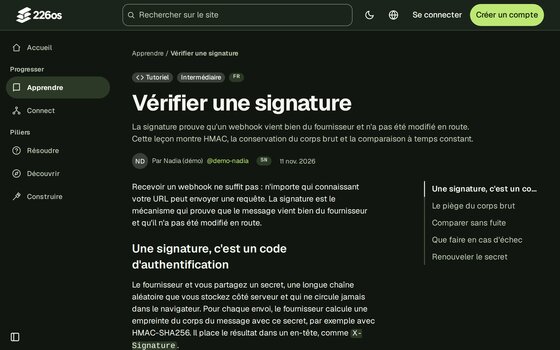 226os
Rechercher sur le site
Se connecter
Créer un compte
Accueil
Progresser
Apprendre
Connect
Piliers
Résoudre
Découvrir
Construire
Apprendre / Vérifier une signature
Tutoriel
Intermédiaire
FR
Vérifier une signature
La signature prouve qu'un webhook vient bien du fournisseur et n'a pas été modifié en route.
Cette leçon montre HMAC, la conservation du corps brut et la comparaison à temps constant.
ND
Par Nadia (démo)
@demo-nadia
SN
11 nov. 2026
Recevoir un webhook ne suffit pas : n'importe qui connaissant
votre URL peut envoyer une requête. La signature est le
mécanisme qui prouve que le message vient bien du fournisseur
et qu'il n'a pas été modifié en route.
Une signature, c'est un code
d'authentification
Le fournisseur et vous partagez un secret, une longue chaîne
aléatoire que vous stockez côté serveur et qui ne circule jamais
dans le navigateur. Pour chaque envoi, le fournisseur calcule une
empreinte du corps du message avec ce secret, par exemple avec
HMAC-SHA256. Il place le résultat dans un en-tête, comme X-
Signature.
Une signature, c'est un co...
Le piège du corps brut
Comparer sans fuite
Que faire en cas d'échec
Renouveler le secret